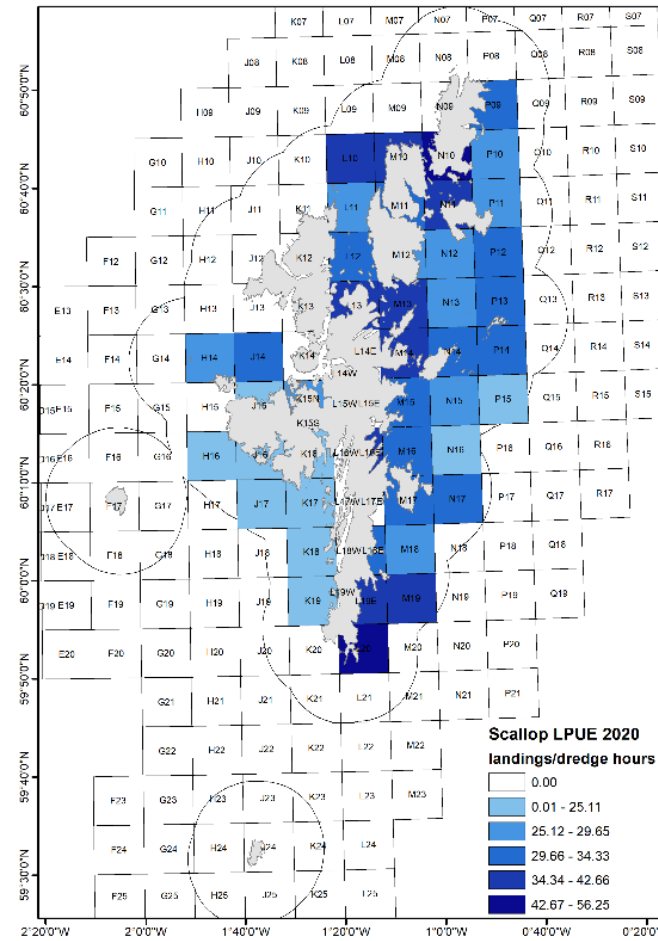 K07 L07 M07 N07 P07 Q07 R07 S07
J08 K08 L08 M08 N08 P08 Q08 R08 S08
60°50'0"N
H09 J09 K09 L09 M09 N09 P09 Q09 R09 S09
G10 H10 J10 K10 L10 M10 N10 P10 Q10 R10 S10
60°40'0"N
G11 H11 J11 K11 L11 M11 N11 P11 Q11 R11 S11
F12 G12 H12 J12 K12 L12 M12 N12 P12 Q12 R12 S12
60°30'0"N
E13 F13 G13 H13 J13 K13 L13 M13 N13 P13 Q13 R13 S13
E14 F14 G14 H14 J14 K14 L14E M14 N14 P14 Q14 R14 S14
60°20'0"N
14W
E15 F15 G15 H15 J15 K15N L15W L15E M15 N15 P15 Q15 R15 S15
K15S
E16 F16 G16 H16 J16 K16 L16W L16E M16 N16 P16 Q16 R16
60°10'0"N
E17 F17 G17 H17 J17 K17 L17W L17E M17 N17 P17 Q17 R17
J18 E18 F18 G18 H18 J18 K18 L18W L18E M18 N18 P18 Q18
60°0'0"N
J19 E19 F19 G19 H19 J19 K19 L19W L19E M19 N19 P19 Q19
E20 F20 G20 H20 J20 K20 L20 M20 N20 P20
59°50'0"N
G21 H21 J21 K21 L21 M21 N21 P21
G22 H22 J22 K22 L22 M22
59°40'0"N
F23 G23 H23 J23 K23 L23 M23
F24 G24 H24 J24 K24 L24
59°30'0"N
F25 G25 H25 J25 K25 L25
Scallop LPUE 2020
landings/dredge hours
0.00
0.01 - 25.11
25.12 - 29.65
29.66 - 34.33
34.34 - 42.66
42.67 - 56.25
2°20'0"W 2°0'0"W 1°40'0"W 1°20'0"W 1°0'0"W 0°40'0"W 0°20'0"W